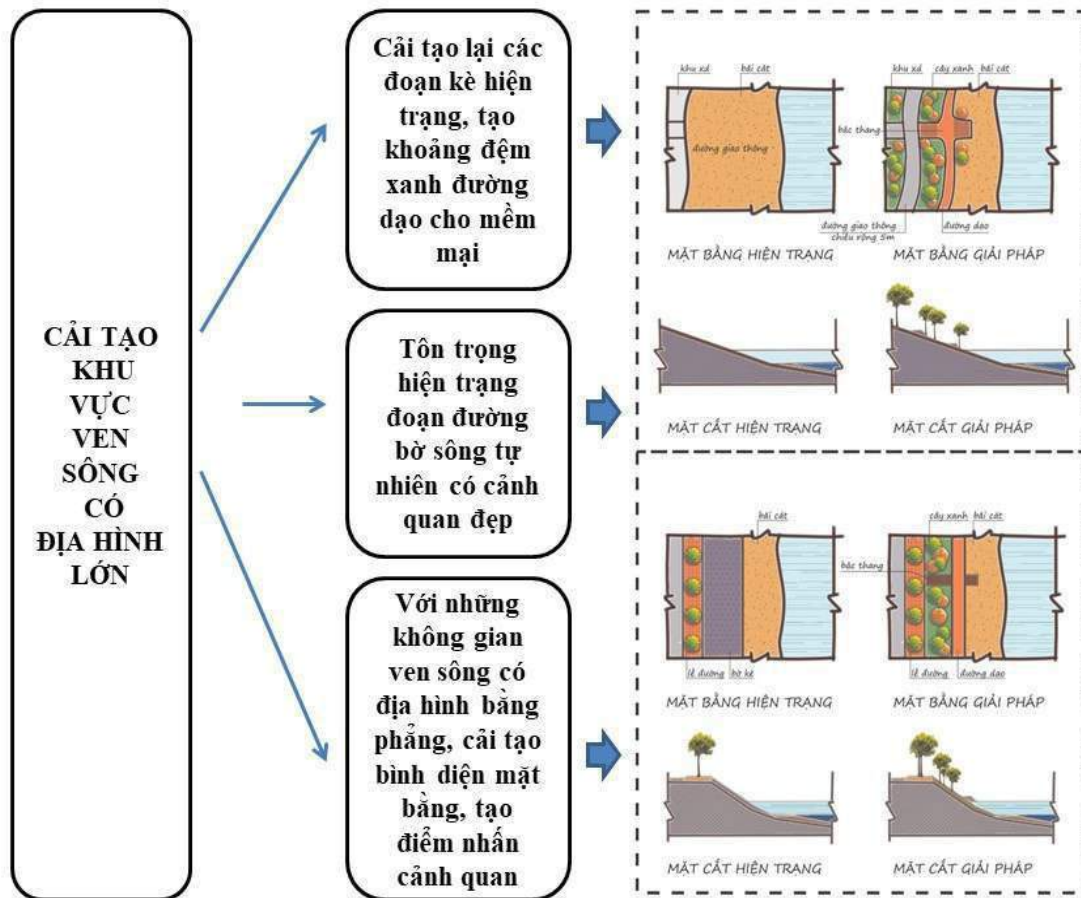 CẢI TẠO
KHU
VỰC
VEN
SÔNG
CÓ
ĐỊA HÌNH
LỚN
Cải tạo lại các
đoạn kè hiện
trạng, tạo
khoảng đệm
xanh đường
dạo cho mềm
mại
Tôn trọng
hiện trạng
đoạn đường
bờ sông tự
nhiên có cảnh
quan đẹp
Với những
không gian
ven sông có
địa hình bằng
phẳng, cải tạo
bình diện mặt
bằng, tạo
điểm nhấn
cảnh quan
khu xd
bãi cát
đường giao thông
MẶT BẰNG HIỆN TRẠNG
khu xd
cây xanh
bãi cát
bậc thang
đường giao thông
chiều rộng 5m
đường dạo
MẶT BẰNG GIẢI PHÁP
MẶT CẮT HIỆN TRẠNG
MẶT CẮT GIẢI PHÁP
bãi cát
lề đường
bờ kè
MẶT BẰNG HIỆN TRẠNG
cây xanh
bãi cát
bậc thang
lề đường
đường dạo
MẶT BẰNG GIẢI PHÁP
MẶT CẮT HIỆN TRẠNG
MẶT CẮT GIẢI PHÁP